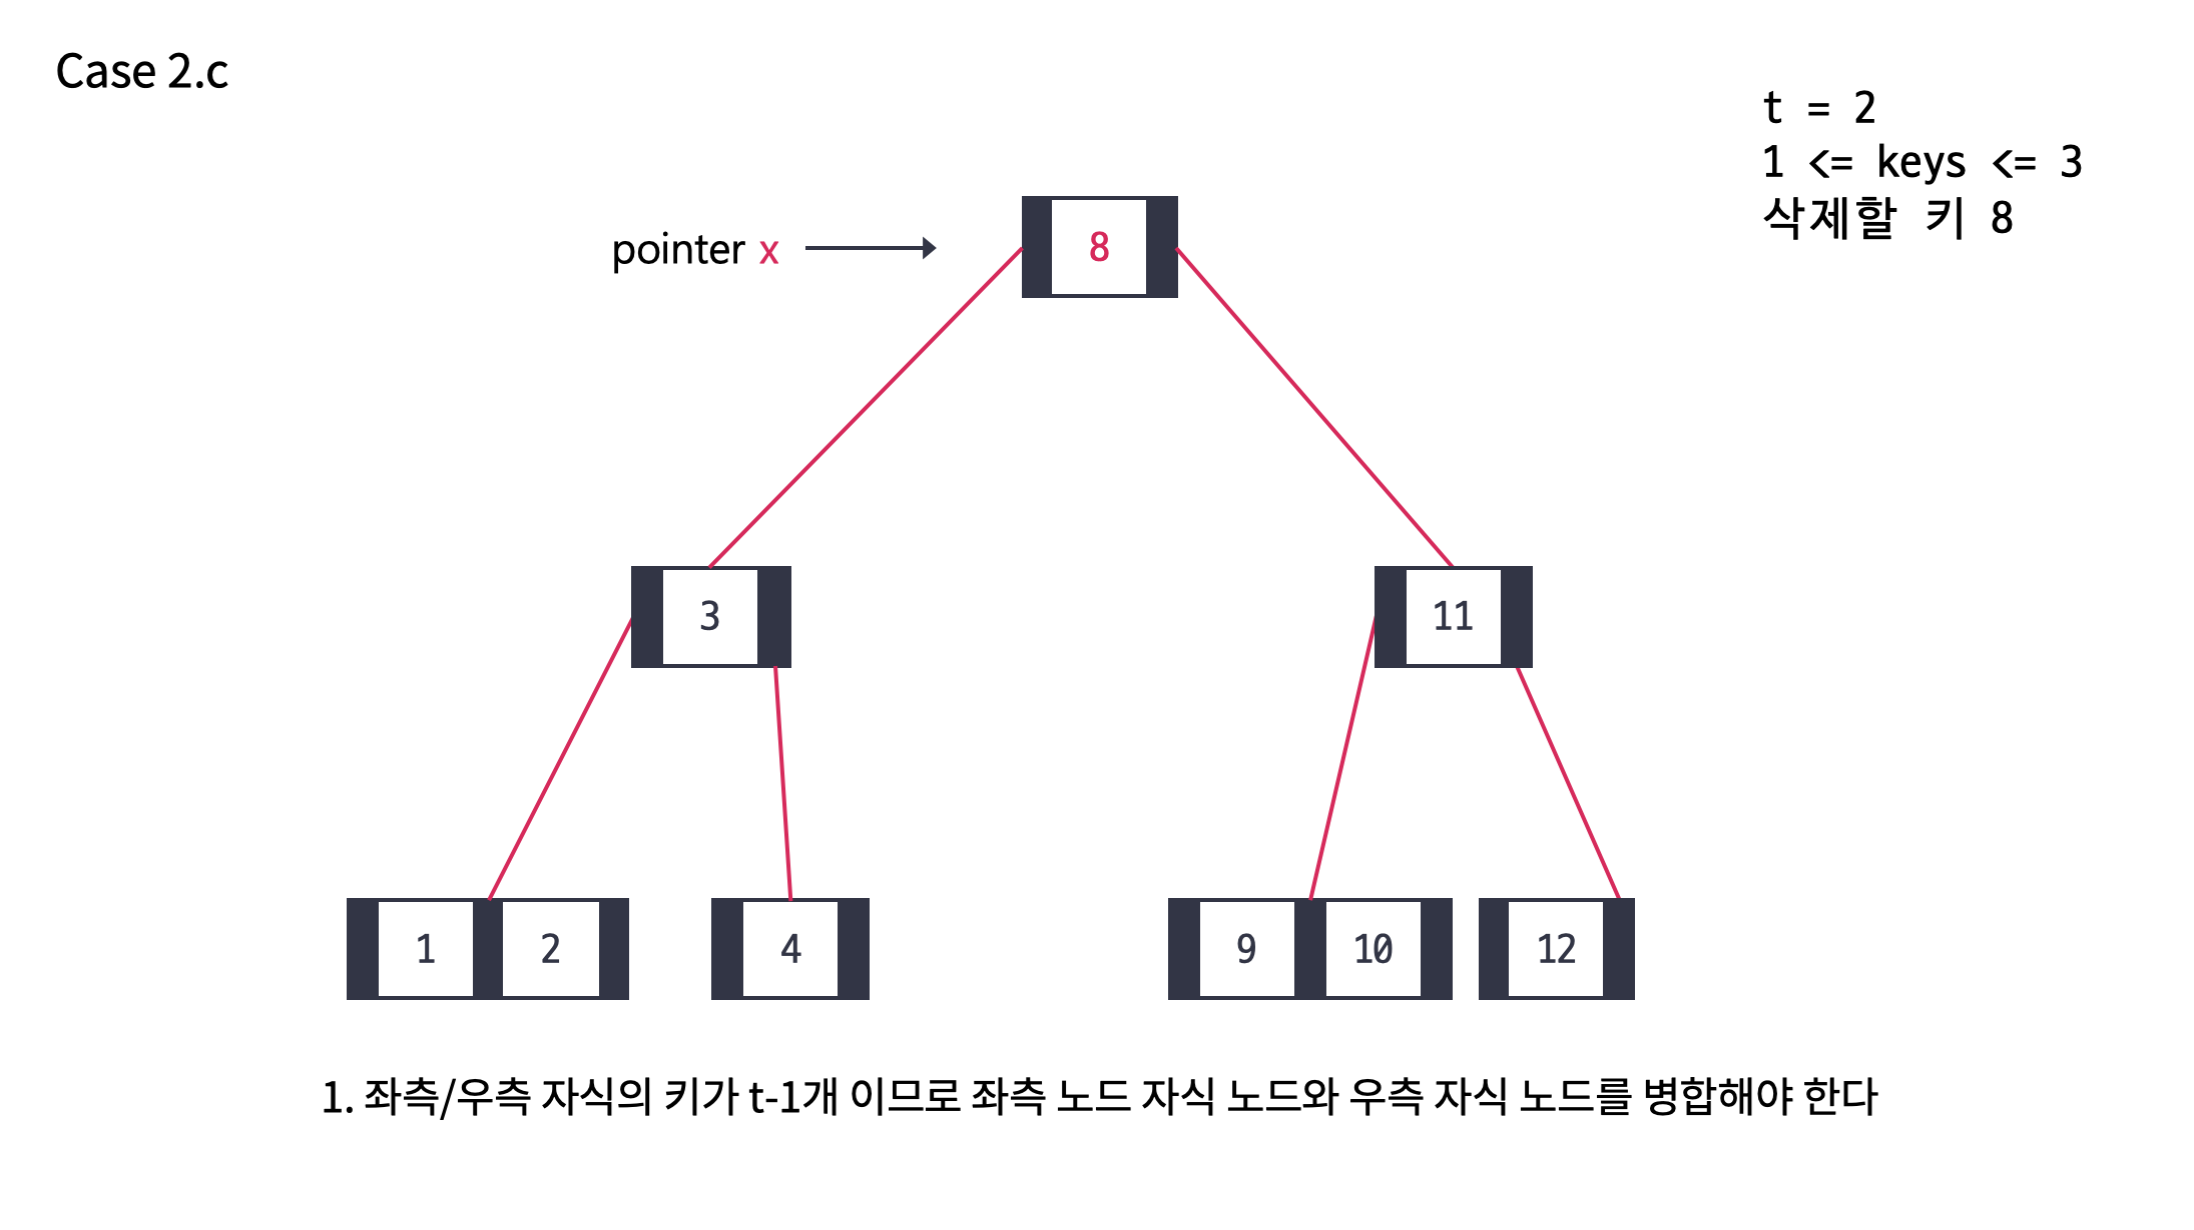 Case 2.c
t = 2
1 <= keys <= 3
삭제할 키 8
pointer x
8
3
11
1 2
4
9 10
12
1. 좌측/우측 자식의 키가 t-1개 이므로 좌측 노드 자식 노드와 우측 자식 노드를 병합해야 한다